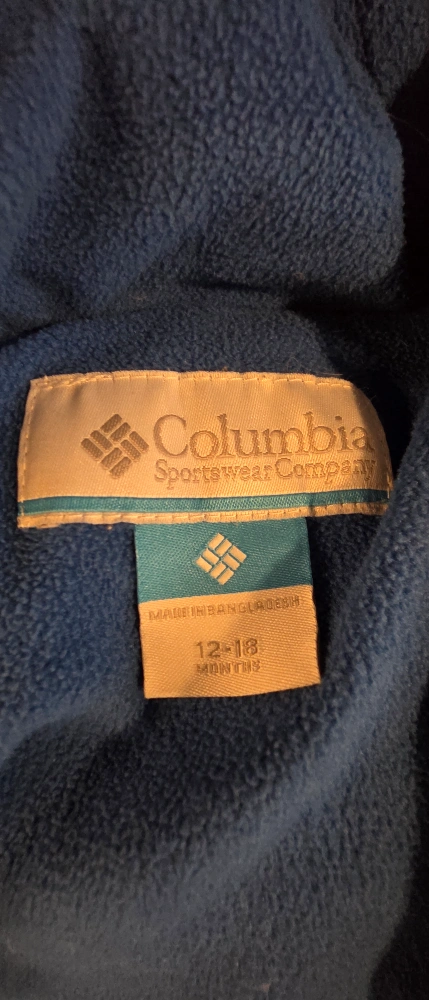 Columbia
Sportswear Company
MADE IN BANGLADESH
12-18
MONTHS